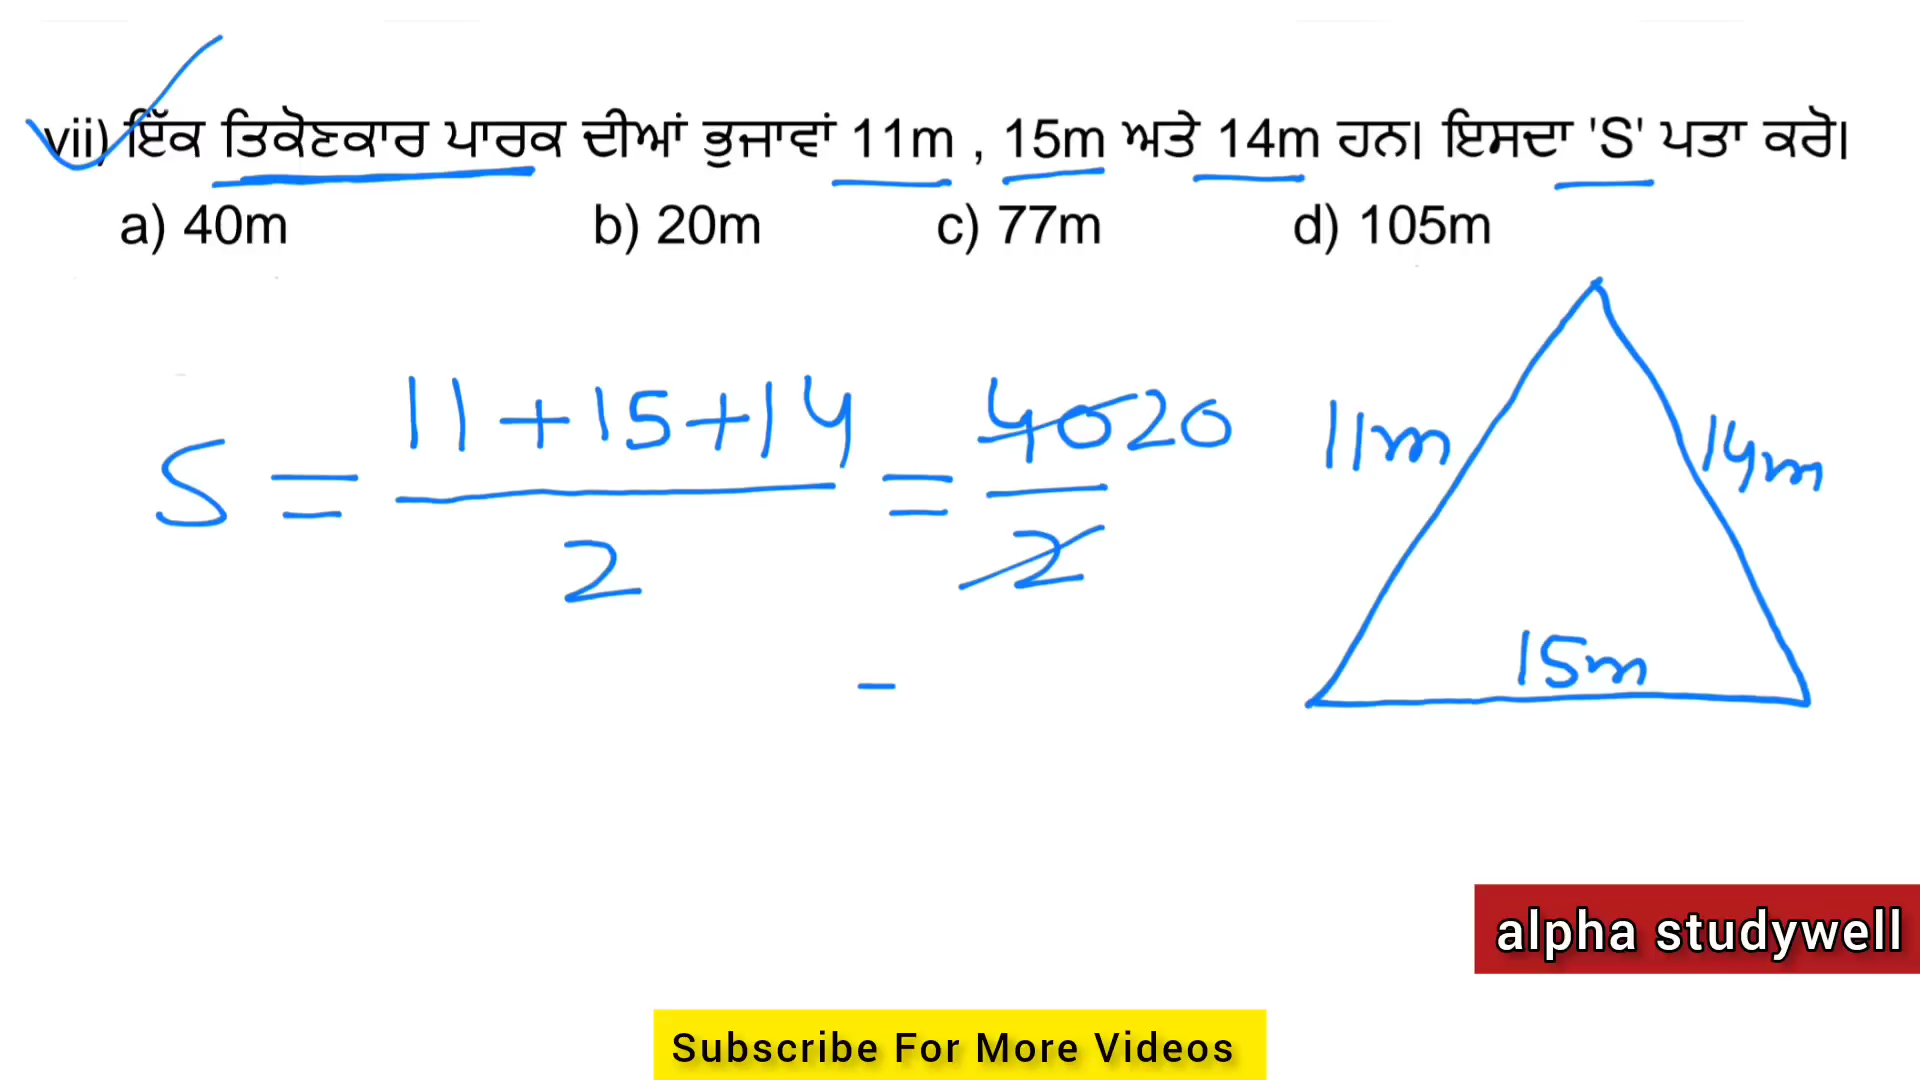 vii) ਇੱਕ ਤਿਕੋਣਕਾਰ ਪਾਰਕ ਦੀਆਂ ਭੁਜਾਵਾਂ 11m , 15m ਅਤੇ 14m ਹਨ। ਇਸਦਾ 'S' ਪਤਾ ਕਰੋ।
a) 40m b) 20m c) 77m d) 105m
S = 11 + 15 + 14 / 2 = 40 20 / 2
11m
14m
15m
alpha studywell
Subscribe For More Videos